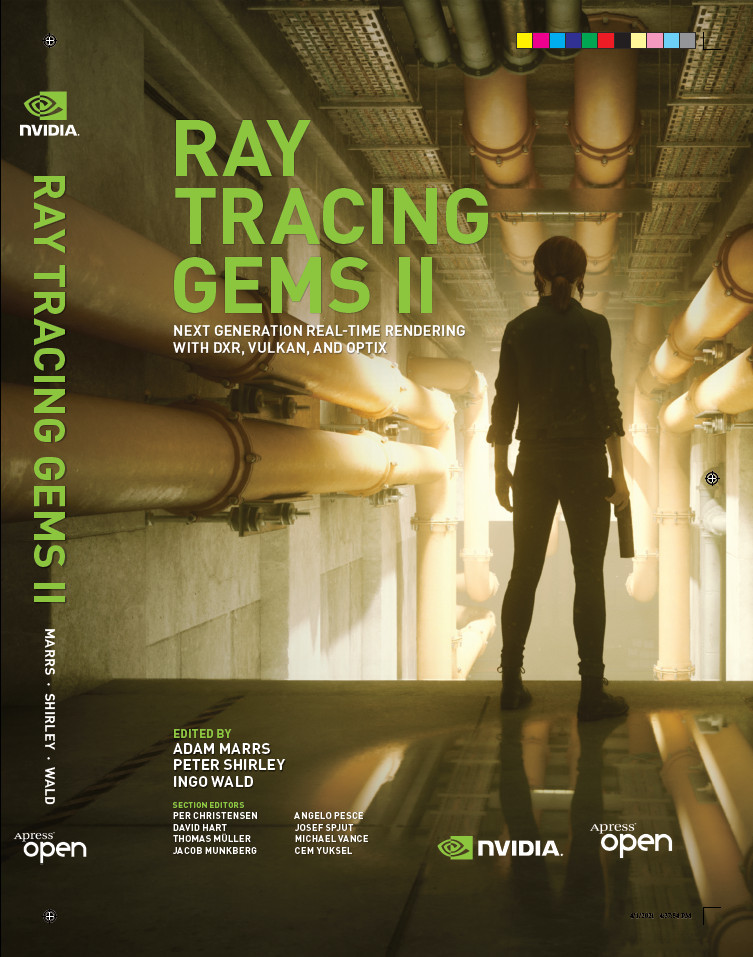 NVIDIA.
RAY TRACING GEMS II
MARRS · SHIRLEY · WALD
Apress®
open
RAY
TRACING
GEMS II
NEXT GENERATION REAL-TIME RENDERING
WITH DXR, VULKAN, AND OPTIX
EDITED BY
ADAM MARRS
PETER SHIRLEY
INGO WALD
SECTION EDITORS
PER CHRISTENSEN
DAVID HART
THOMAS MÜLLER
JACOB MUNKBERG
ANGELO PESCE
JOSEF SPJUT
MICHAEL VANCE
CEM YUKSEL
NVIDIA.
Apress®
open